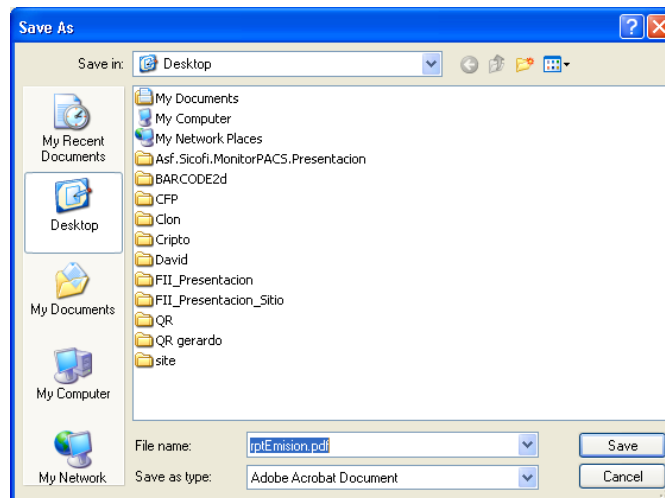 Save As
Save in:
Desktop
My Recent
Documents
Desktop
My Documents
My Computer
My Network
My Documents
My Computer
My Network Places
Asf.Sicofi.MonitorPACS.Presentacion
BARCODE2d
CFP
Clon
Cripto
David
FII_Presentacion
FII_Presentacion_Sitio
QR
QR gerardo
site
File name:
rptEmision.pdf
Save
Save as type:
Adobe Acrobat Document
Cancel